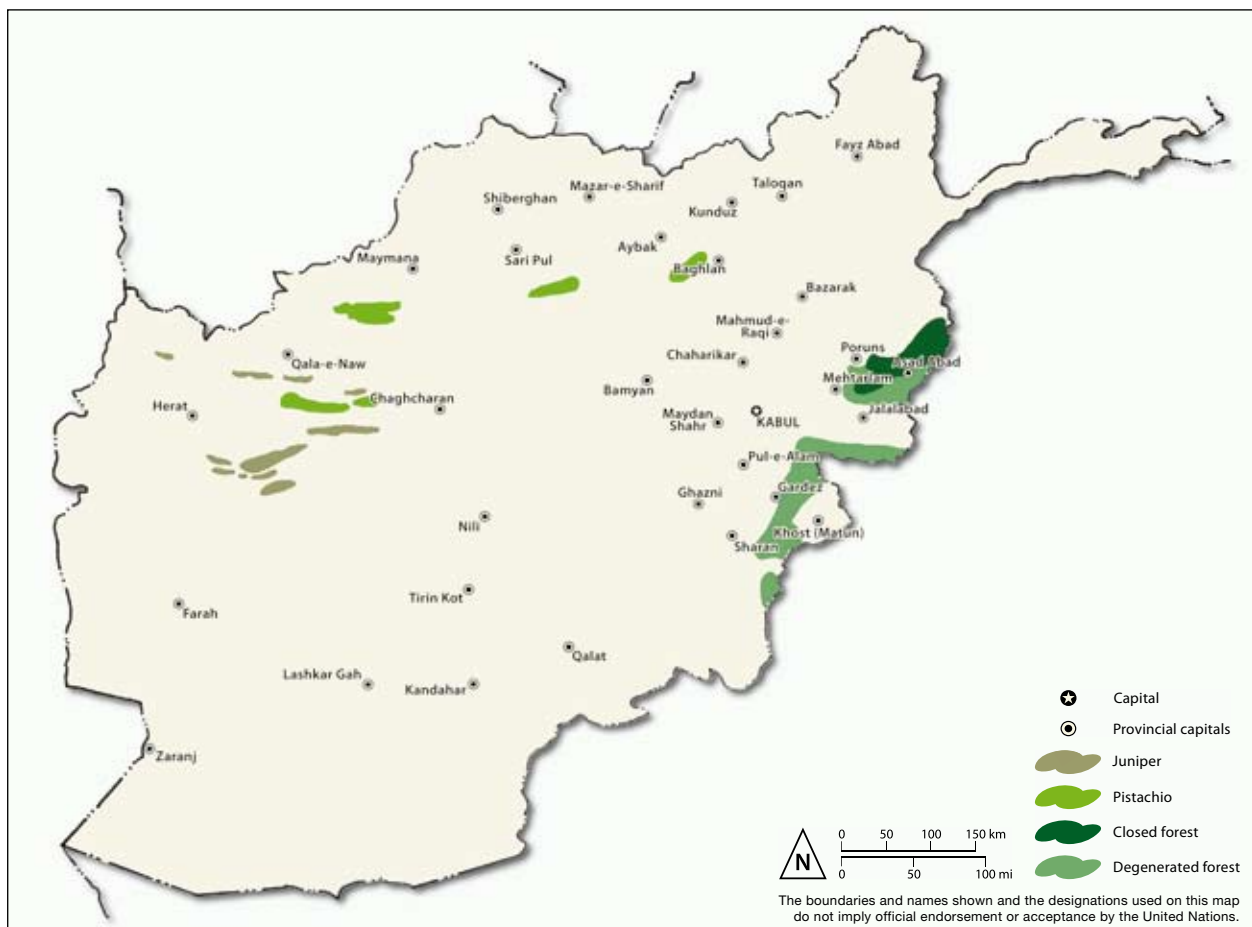 Fayz Abad
Taloqan
Mazar-e-Sharif
Shiberghan
Kunduz
Aybak
Sari Pul
Maymana
Baghlan
Bazarak
Mahmud-e-
Raqi
Poruns
Chaharikar
Asad Abad
Qala-e-Naw
Mehtarlam
Bamyan
Chaghcharan
Herat
Jalalabad
Maydan
Shahr
KABUL
Pul-e-Alam
Ghazni
Gardez
Nili
Khost (Matun)
Sharan
Tirin Kot
Farah
Qalat
Lashkar Gah
Kandahar
Zaranj
Capital
Provincial capitals
Juniper
Pistachio
Closed forest
Degenerated forest
N
0 50 100 150 km
0 50 100 mi
The boundaries and names shown and the designations used on this map
do not imply official endorsement or acceptance by the United Nations.